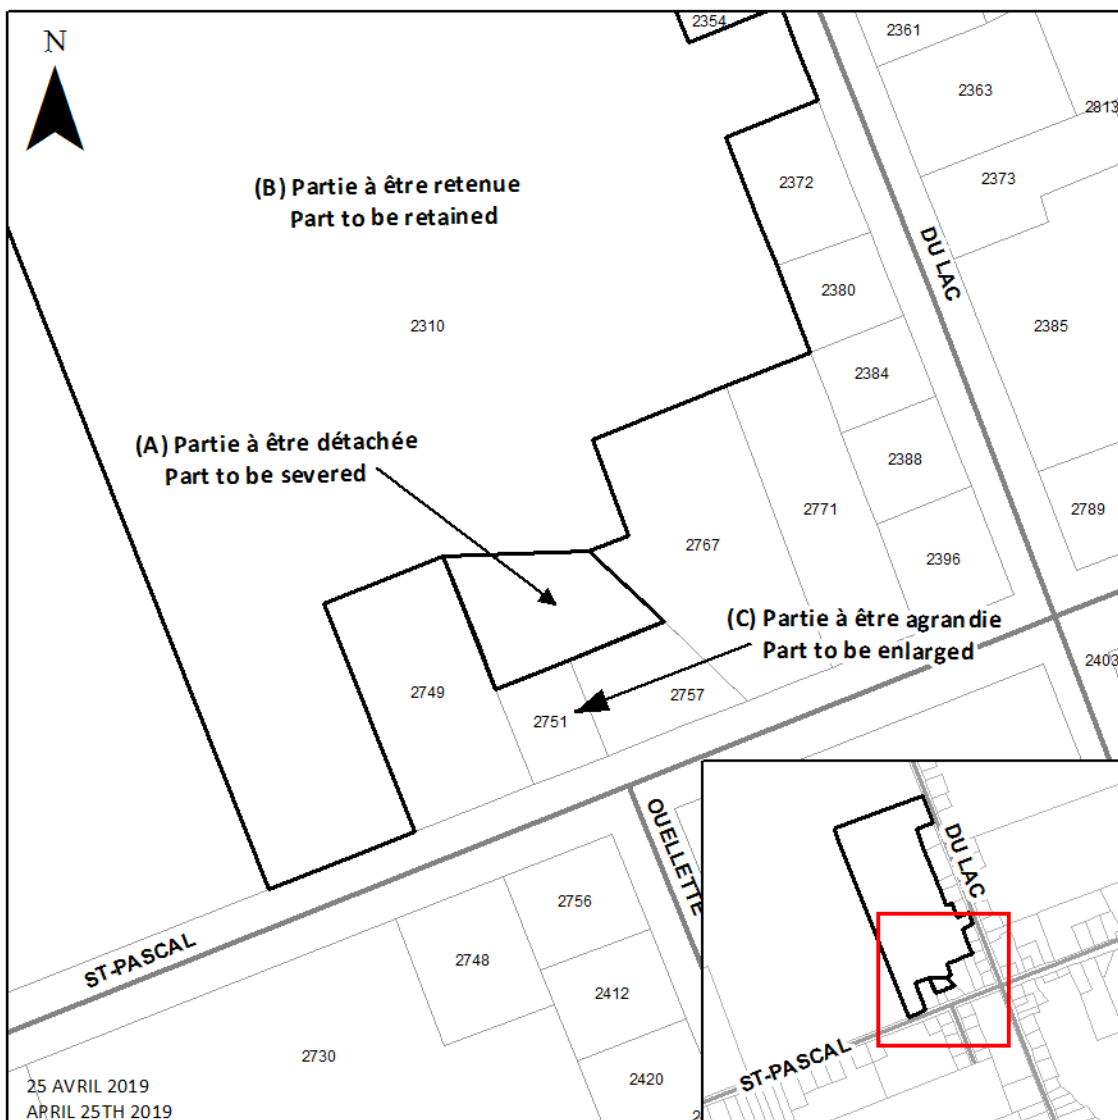 N
2354
2361
2363
2813
2372
2373
(B) Partie à être retenue
Part to be retained
DU LAC
2380
2310
2385
2384
(A) Partie à être détachée
Part to be severed
2388
2789
2771
2767
2396
(C) Partie à être agrandie
Part to be enlarged
2403
2749
2757
2751
OUELLETTE
DU LAC
2756
ST-PASCAL
2748
2412
2730
2420
ST-PASCAL
25 AVRIL 2019
APRIL 25TH 2019